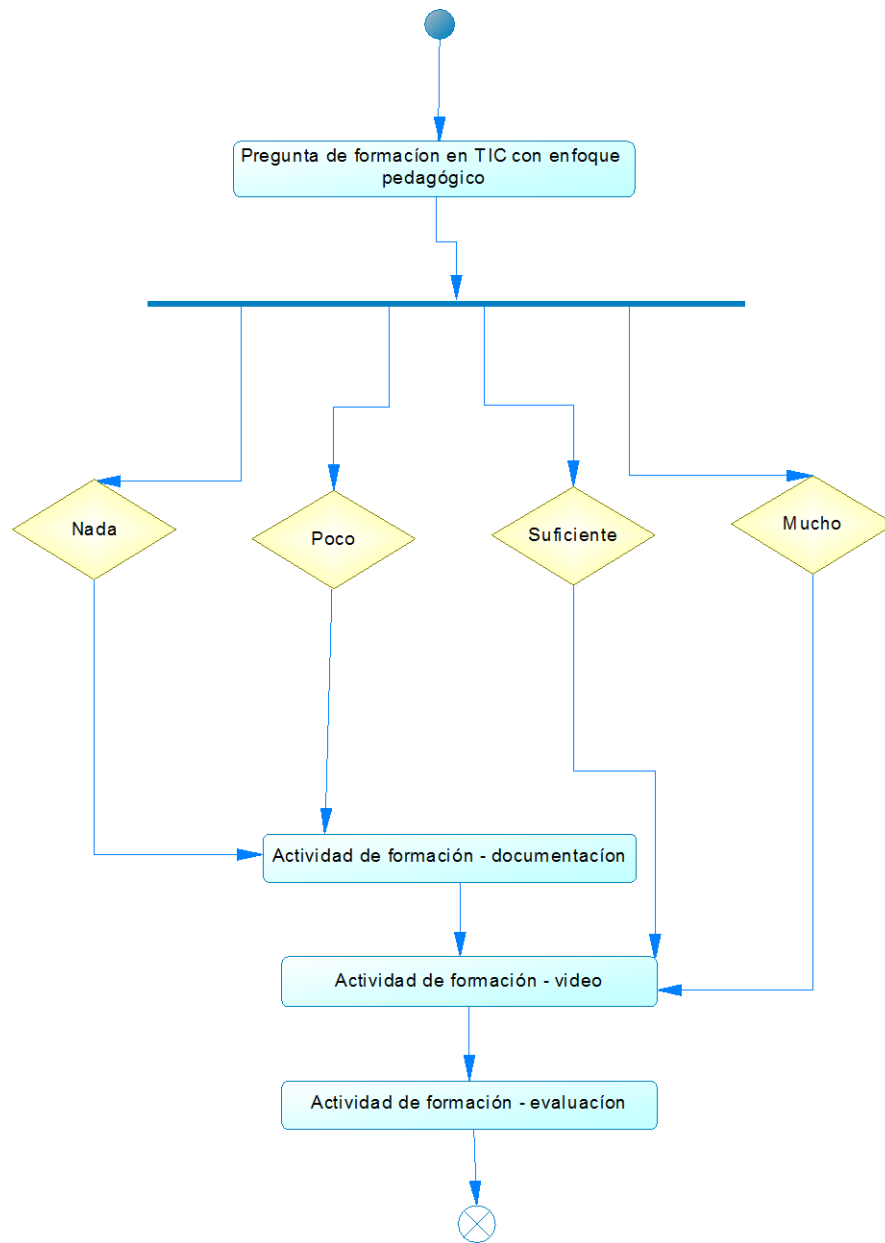 Pregunta de formacíon en TIC con enfoque
pedagógico
Nada
Poco
Suficiente
Mucho
Actividad de formación - documentacíon
Actividad de formación - video
Actividad de formación - evaluacíon